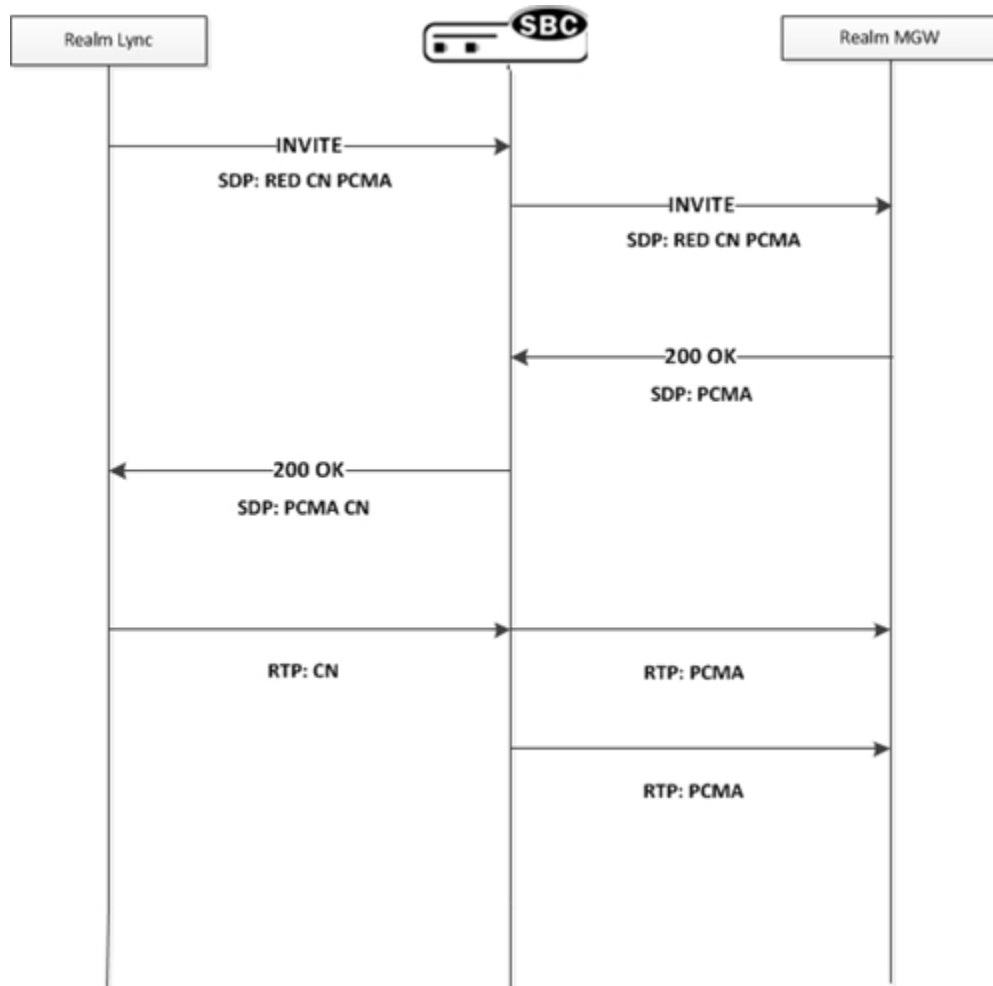 Realm Lync
SBC
Realm MGW
INVITE
SDP: RED CN PCMA
INVITE
SDP: RED CN PCMA
200 OK
SDP: PCMA
200 OK
SDP: PCMA CN
RTP: CN
RTP: PCMA
RTP: PCMA